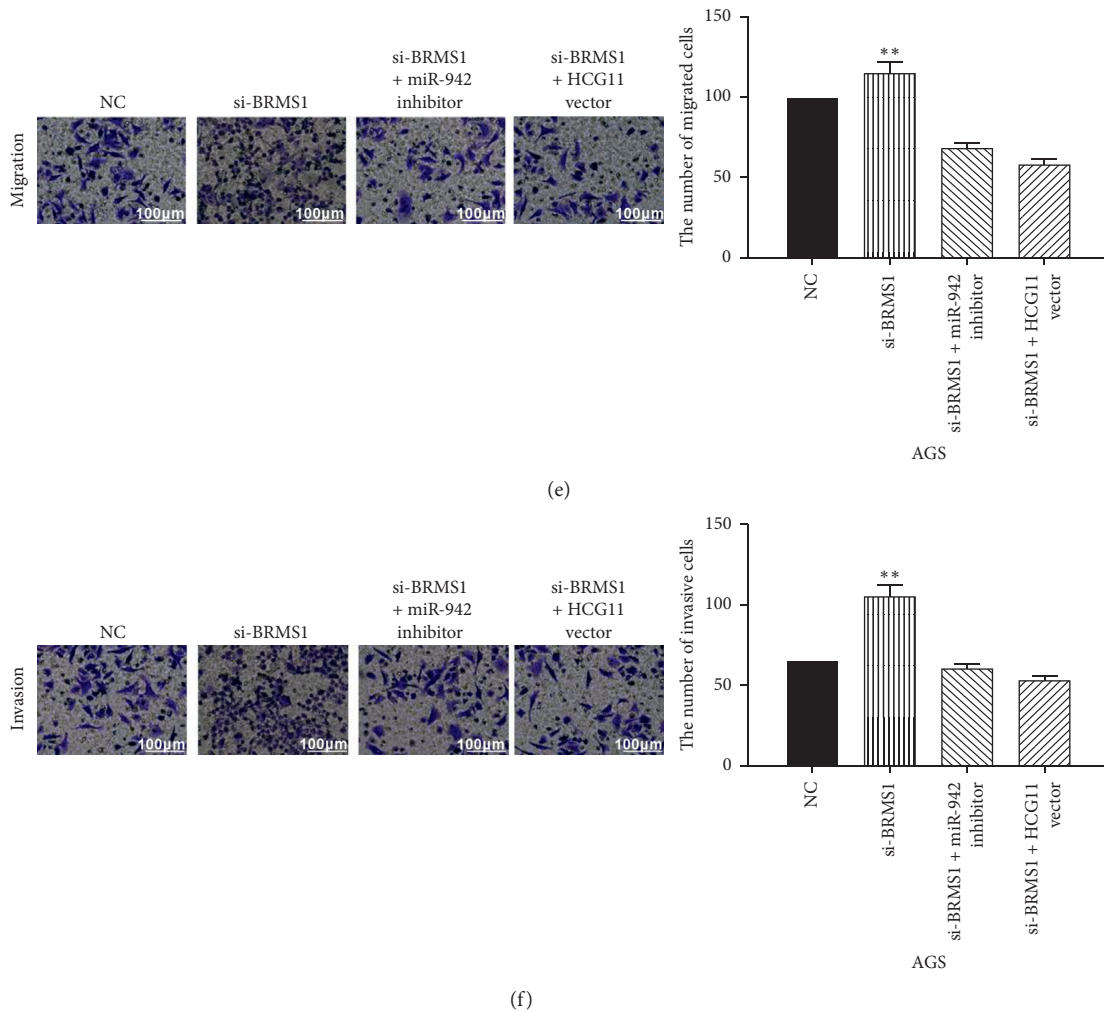 NC
si-BRMS1
si-BRMS1
+ miR-942
inhibitor
si-BRMS1
+ HCG11
vector
Migration
100μm
100μm
100μm
100μm
The number of migrated cells
150
100
50
0
**
NC
si-BRMS1
si-BRMS1 + miR-942
inhibitor
si-BRMS1 + HCG11
vector
AGS
(e)
NC
si-BRMS1
si-BRMS1
+ miR-942
inhibitor
si-BRMS1
+ HCG11
vector
Invasion
100μm
100μm
100μm
100μm
The number of invasive cells
150
100
50
0
**
NC
si-BRMS1
si-BRMS1 + miR-942
inhibitor
si-BRMS1 + HCG11
vector
AGS
(f)